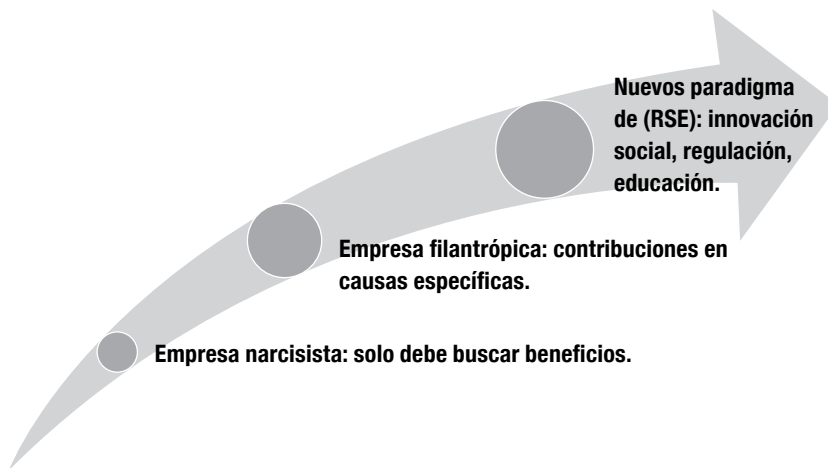 Nuevos paradigma
de (RSE): innovación
social, regulación,
educación.
Empresa filantrópica: contribuciones en
causas específicas.
Empresa narcisista: solo debe buscar beneficios.